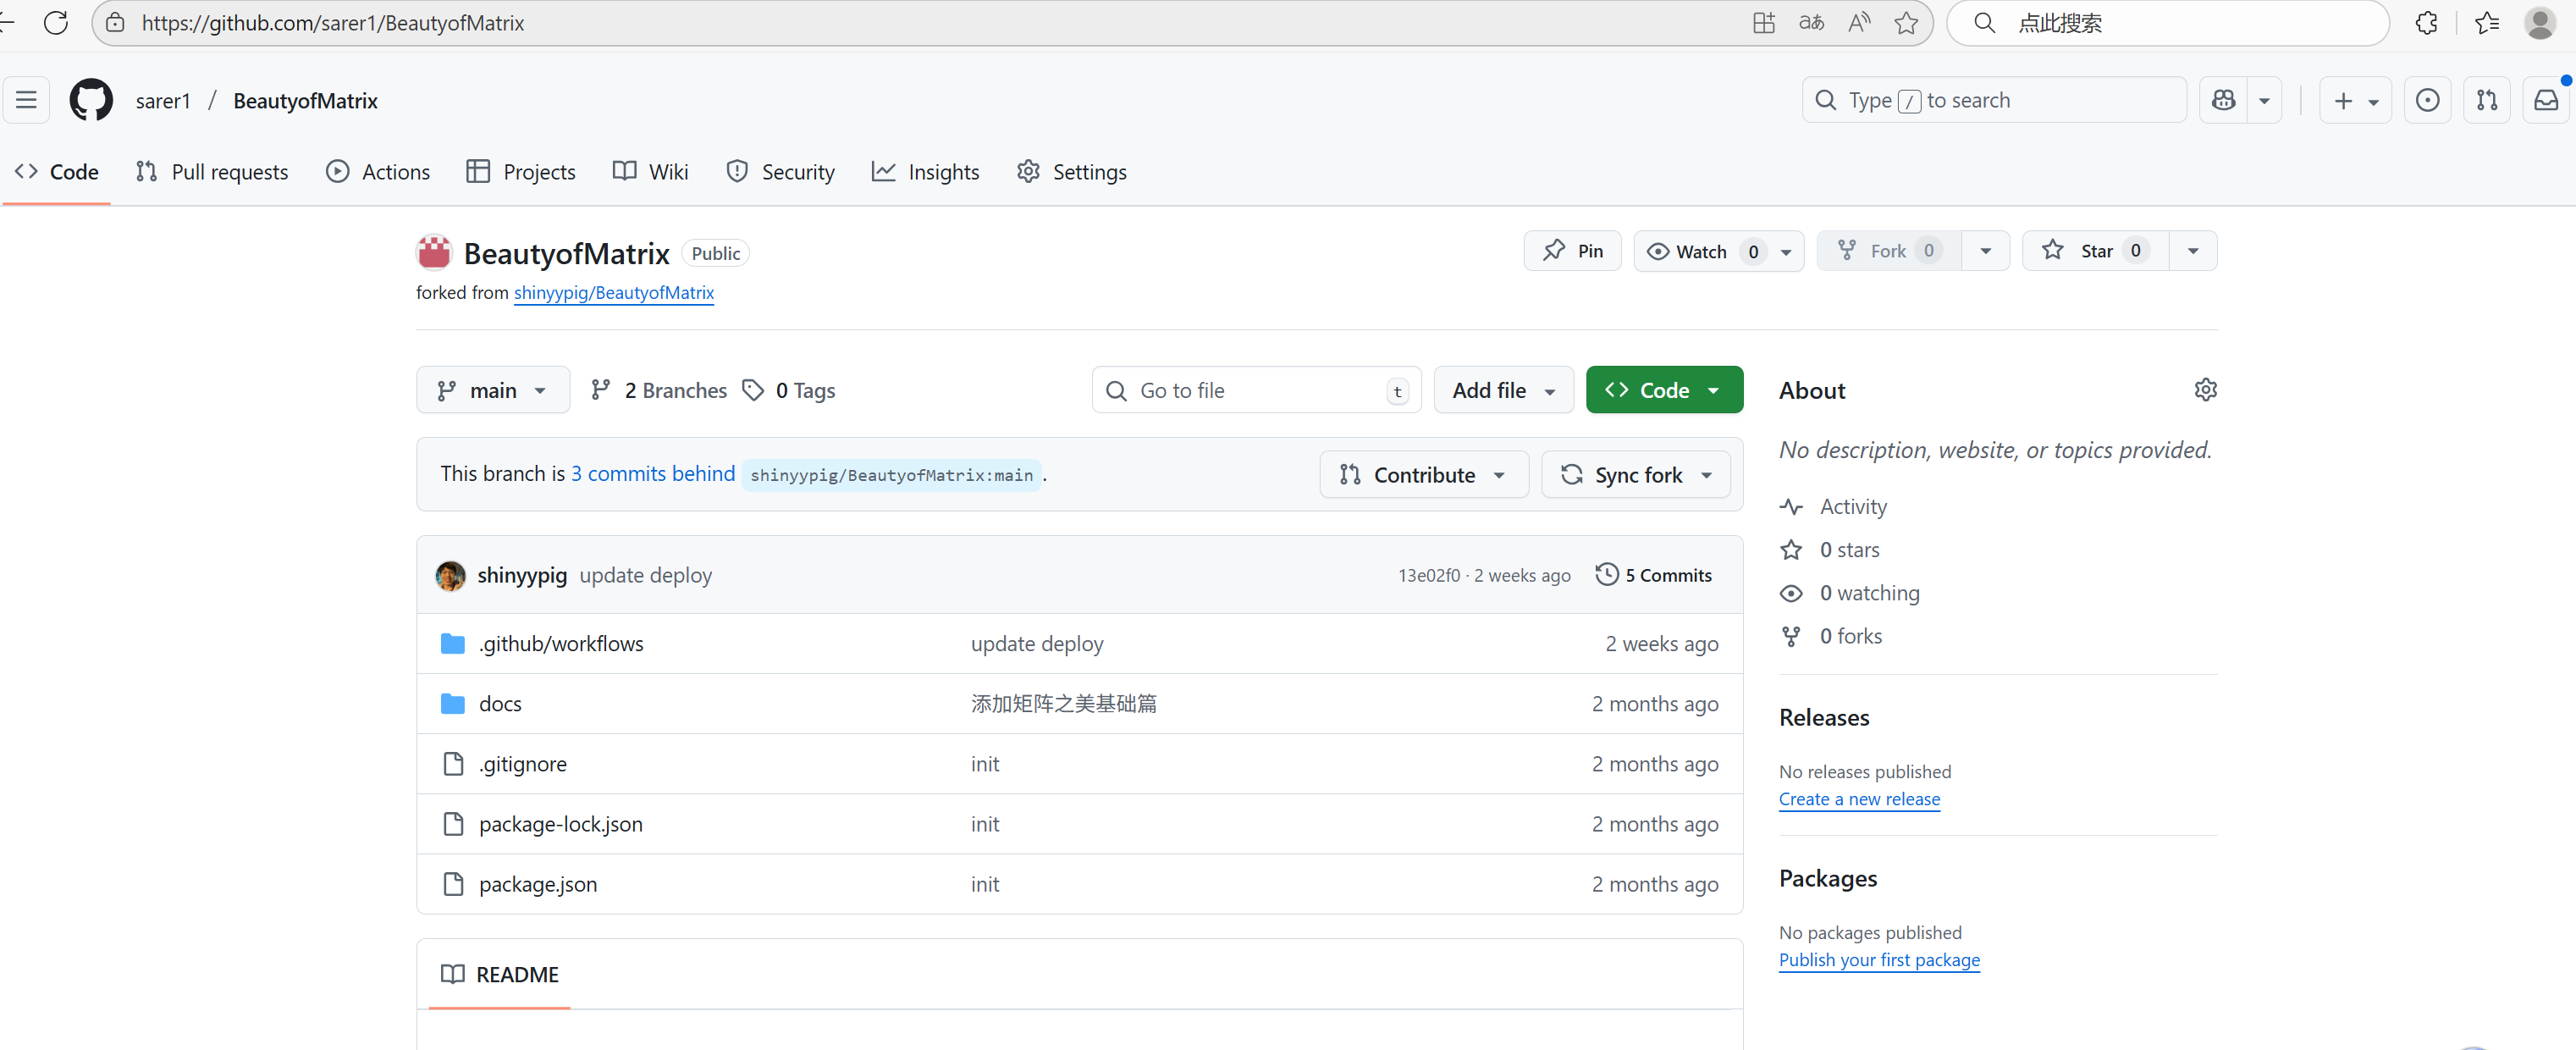 https://github.com/sarer1/BeautyofMatrix
点此搜索
sarer1 / BeautyofMatrix
Type / to search
Code Pull requests Actions Projects Wiki Security Insights Settings
BeautyofMatrix Public
Pin Watch 0 Fork 0 Star 0
forked from shinyypig/BeautyofMatrix
main 2 Branches 0 Tags
Go to file t Add file Code
This branch is 3 commits behind shinyypig/BeautyofMatrix:main.
Contribute Sync fork
shinyypig update deploy 13e02f0 · 2 weeks ago 5 Commits
.github/workflows update deploy 2 weeks ago
docs 添加矩阵之美基础篇 2 months ago
.gitignore init 2 months ago
package-lock.json init 2 months ago
package.json init 2 months ago
README
About
No description, website, or topics provided.
Activity
0 stars
0 watching
0 forks
Releases
No releases published
Create a new release
Packages
No packages published
Publish your first package